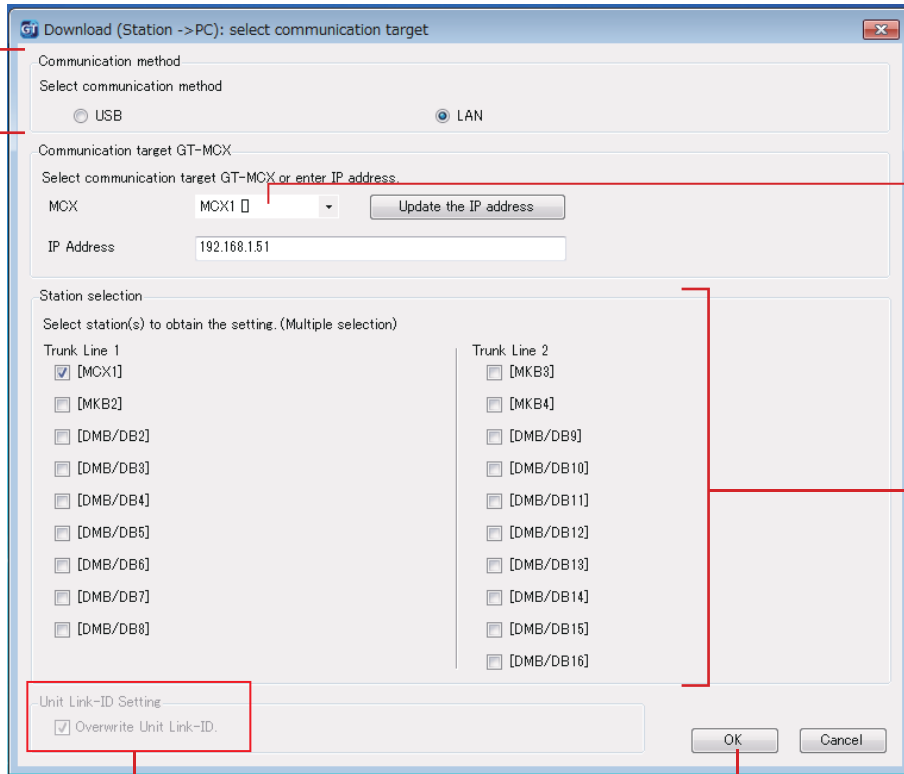 GT Download (Station ->PC): select communication target
Communication method
Select communication method
USB
LAN
Communication target GT-MCX
Select communication target GT-MCX or enter IP address.
MCX
MCX1 []
Update the IP address
IP Address
192.168.1.51
Station selection
Select station(s) to obtain the setting.(Multiple selection)
Trunk Line 1
[MCX1]
[MKB2]
[DMB/DB2]
[DMB/DB3]
[DMB/DB4]
[DMB/DB5]
[DMB/DB6]
[DMB/DB7]
[DMB/DB8]
Trunk Line 2
[MKB3]
[MKB4]
[DMB/DB9]
[DMB/DB10]
[DMB/DB11]
[DMB/DB12]
[DMB/DB13]
[DMB/DB14]
[DMB/DB15]
[DMB/DB16]
Unit Link-ID Setting
Overwrite Unit Link-ID.
OK
Cancel